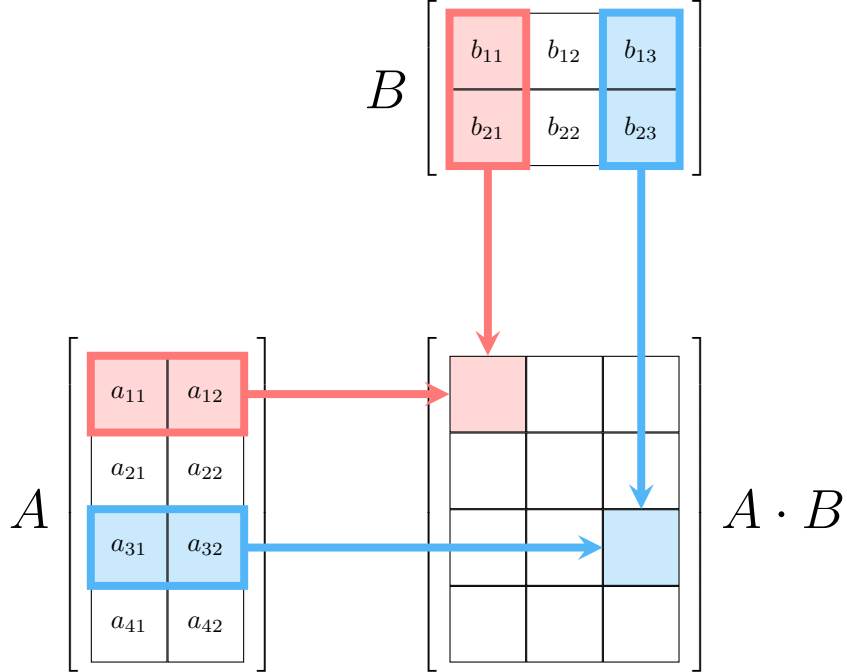 b₁₁ b₁₂ b₁₃
B
b₂₁ b₂₂ b₂₃
a₁₁ a₁₂
a₂₁ a₂₂
A
A · B
a₃₁ a₃₂
a₄₁ a₄₂